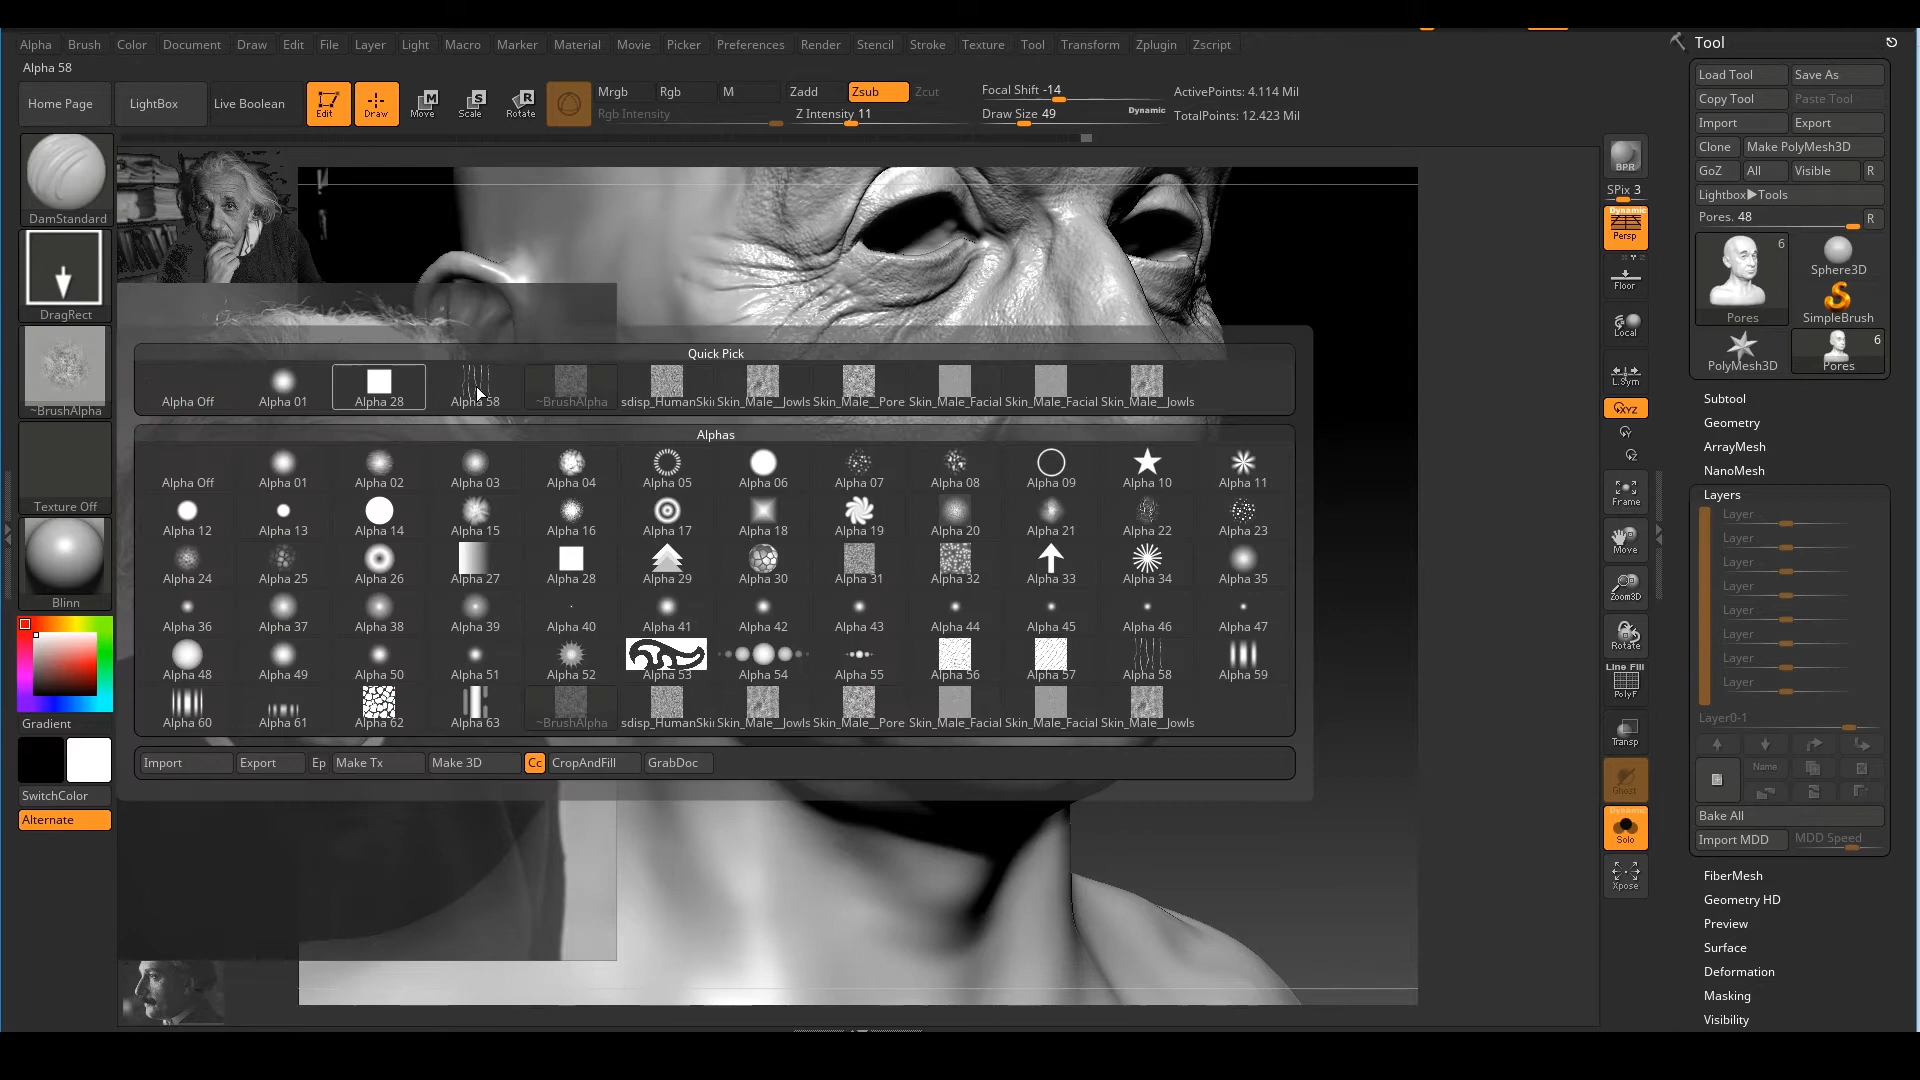 Alpha Brush Color Document Draw Edit File Layer Light Macro Marker Material Movie Picker Preferences Render Stencil Stroke Texture Tool Transform Zplugin Zscript
Alpha 58
Home Page LightBox Live Boolean Edit Draw Move Scale Rotate
M S R
Mrgb Rgb M Zadd Zsub Zcut
Rgb Intensity Z Intensity 11
Focal Shift -14
Draw Size 49 Dynamic
ActivePoints: 4.114 Mil
TotalPoints: 12.423 Mil
DamStandard
DragRect
~BrushAlpha
Texture Off
Blinn
Gradient
SwitchColor
Alternate
Quick Pick
Alpha Off Alpha 01 Alpha 28 Alpha 58 ~BrushAlpha sdisp_HumanSkii Skin_Male__Jowls Skin_Male__Pore Skin_Male_Facial Skin_Male_Facial Skin_Male__Jowls
Alphas
Alpha Off Alpha 01 Alpha 02 Alpha 03 Alpha 04 Alpha 05 Alpha 06 Alpha 07 Alpha 08 Alpha 09 Alpha 10 Alpha 11
Alpha 12 Alpha 13 Alpha 14 Alpha 15 Alpha 16 Alpha 17 Alpha 18 Alpha 19 Alpha 20 Alpha 21 Alpha 22 Alpha 23
Alpha 24 Alpha 25 Alpha 26 Alpha 27 Alpha 28 Alpha 29 Alpha 30 Alpha 31 Alpha 32 Alpha 33 Alpha 34 Alpha 35
Alpha 36 Alpha 37 Alpha 38 Alpha 39 Alpha 40 Alpha 41 Alpha 42 Alpha 43 Alpha 44 Alpha 45 Alpha 46 Alpha 47
Alpha 48 Alpha 49 Alpha 50 Alpha 51 Alpha 52 Alpha 53 Alpha 54 Alpha 55 Alpha 56 Alpha 57 Alpha 58 Alpha 59
Alpha 60 Alpha 61 Alpha 62 Alpha 63 ~BrushAlpha sdisp_HumanSkii Skin_Male__Jowls Skin_Male__Pore Skin_Male_Facial Skin_Male_Facial Skin_Male__Jowls
Import Export Ep Make Tx Make 3D Cc CropAndFill GrabDoc
BPR
SPix 3
Dynamic
Persp
Floor
Local
L.Sym
XYZ
Y
Z
Frame
Move
Zoom3D
Rotate
Line Fill
PolyF
Transp
Ghost
Dynamic
Solo
Xpose
Tool
Load Tool Save As
Copy Tool Paste Tool
Import Export
Clone Make PolyMesh3D
GoZ All Visible R
Lightbox▶Tools
Pores. 48 R
6
Pores
Sphere3D
SimpleBrush
PolyMesh3D
6
Pores
Subtool
Geometry
ArrayMesh
NanoMesh
Layers
Layer
Layer
Layer
Layer
Layer
Layer
Layer
Layer
Layer0-1
Name
Bake All
Import MDD MDD Speed
FiberMesh
Geometry HD
Preview
Surface
Deformation
Masking
Visibility